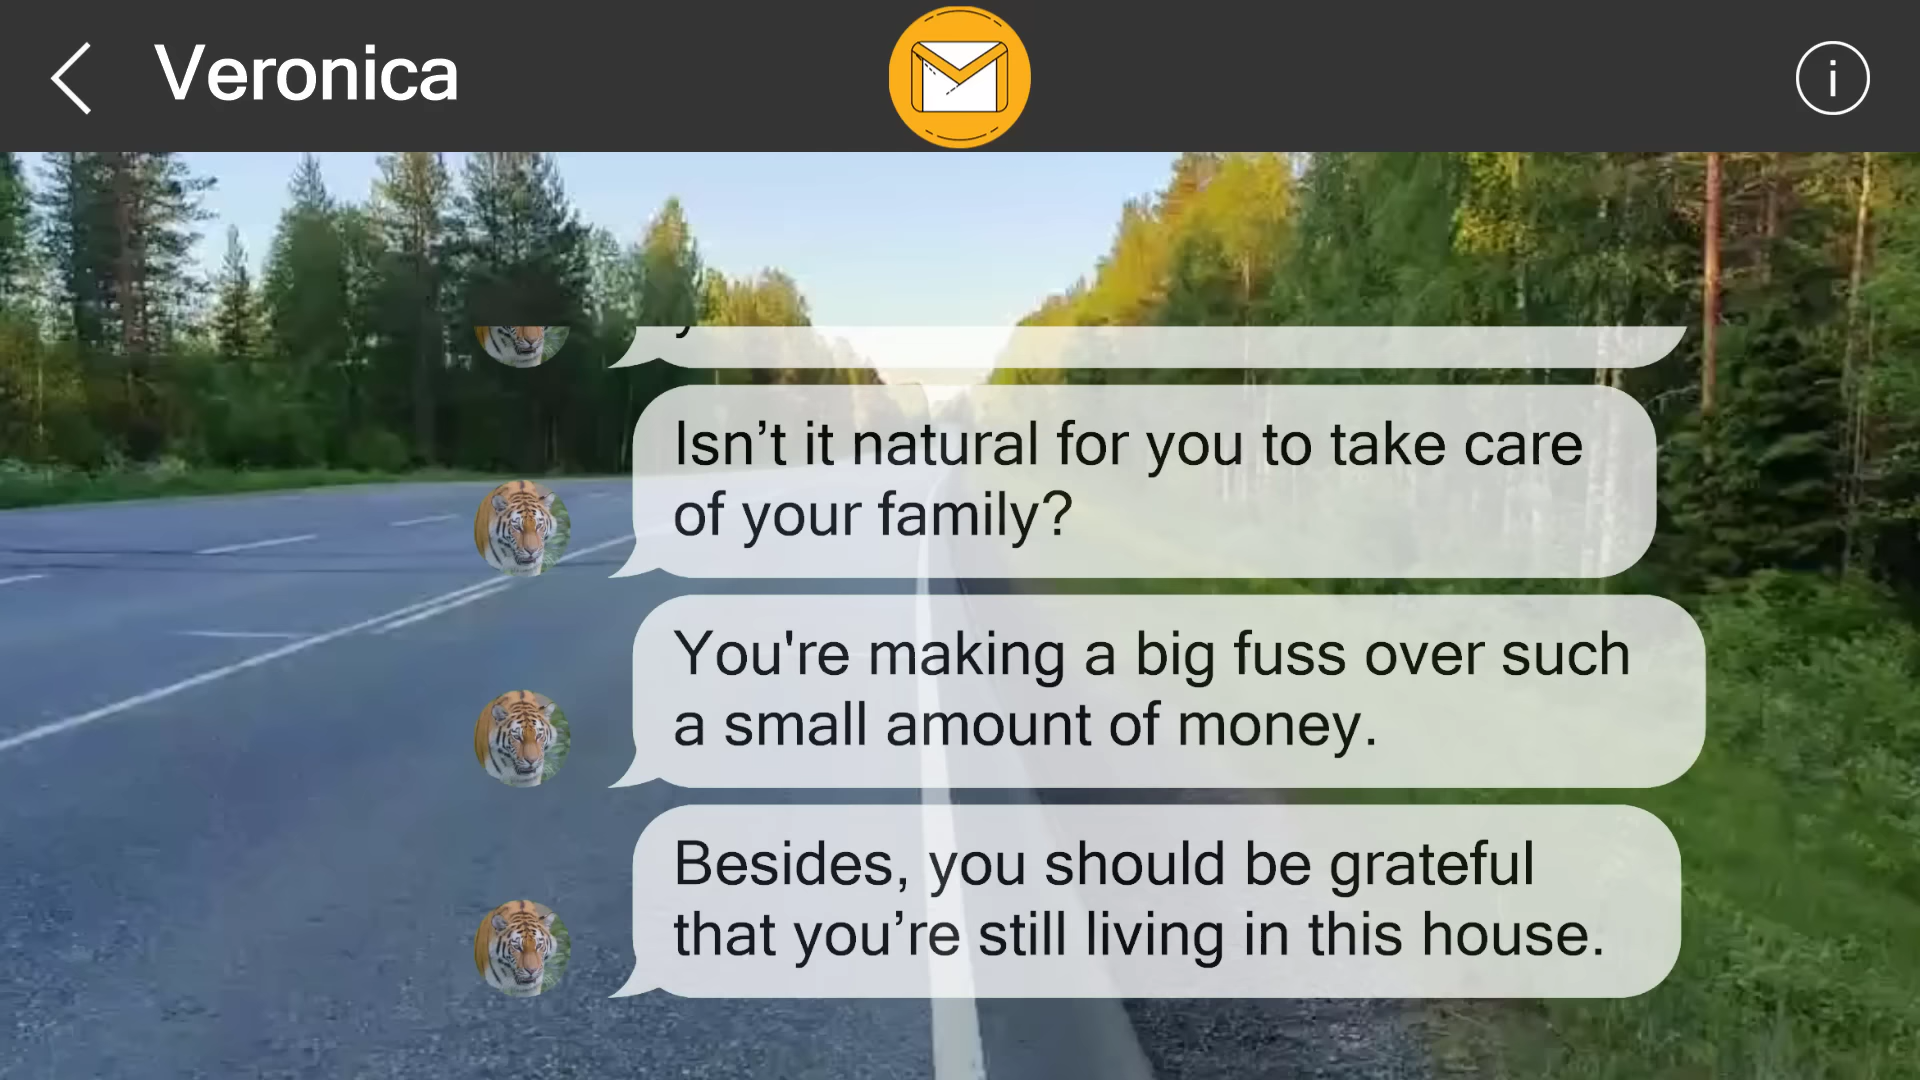 Veronica
i
Isn’t it natural for you to take care
of your family?
You're making a big fuss over such
a small amount of money.
Besides, you should be grateful
that you’re still living in this house.